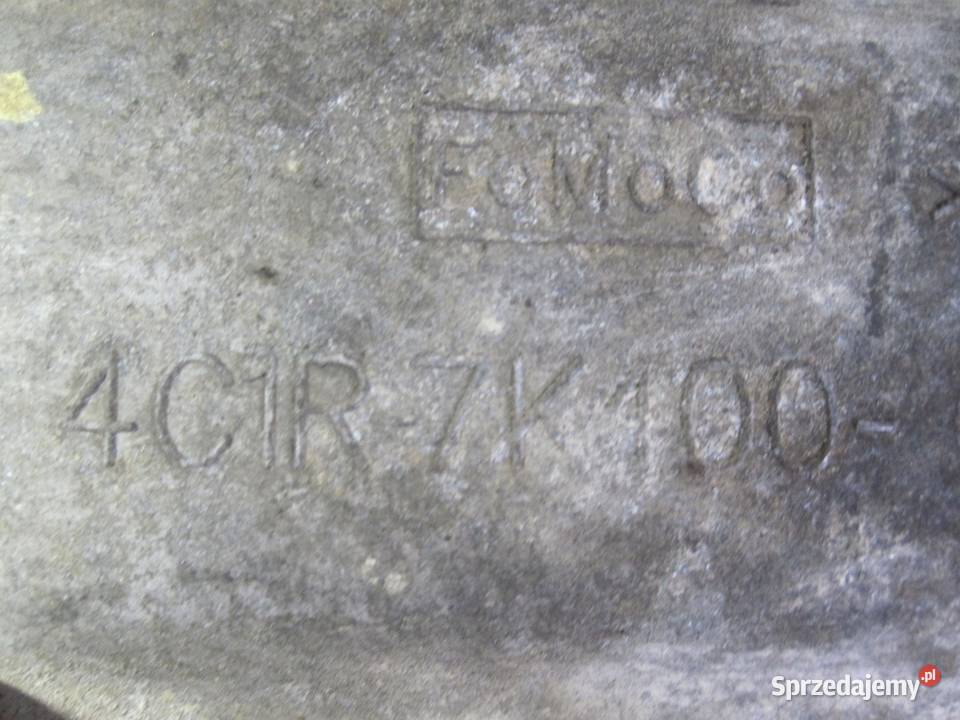 FoMoCo
4C1R-7K100-
Sprzedajemy.pl